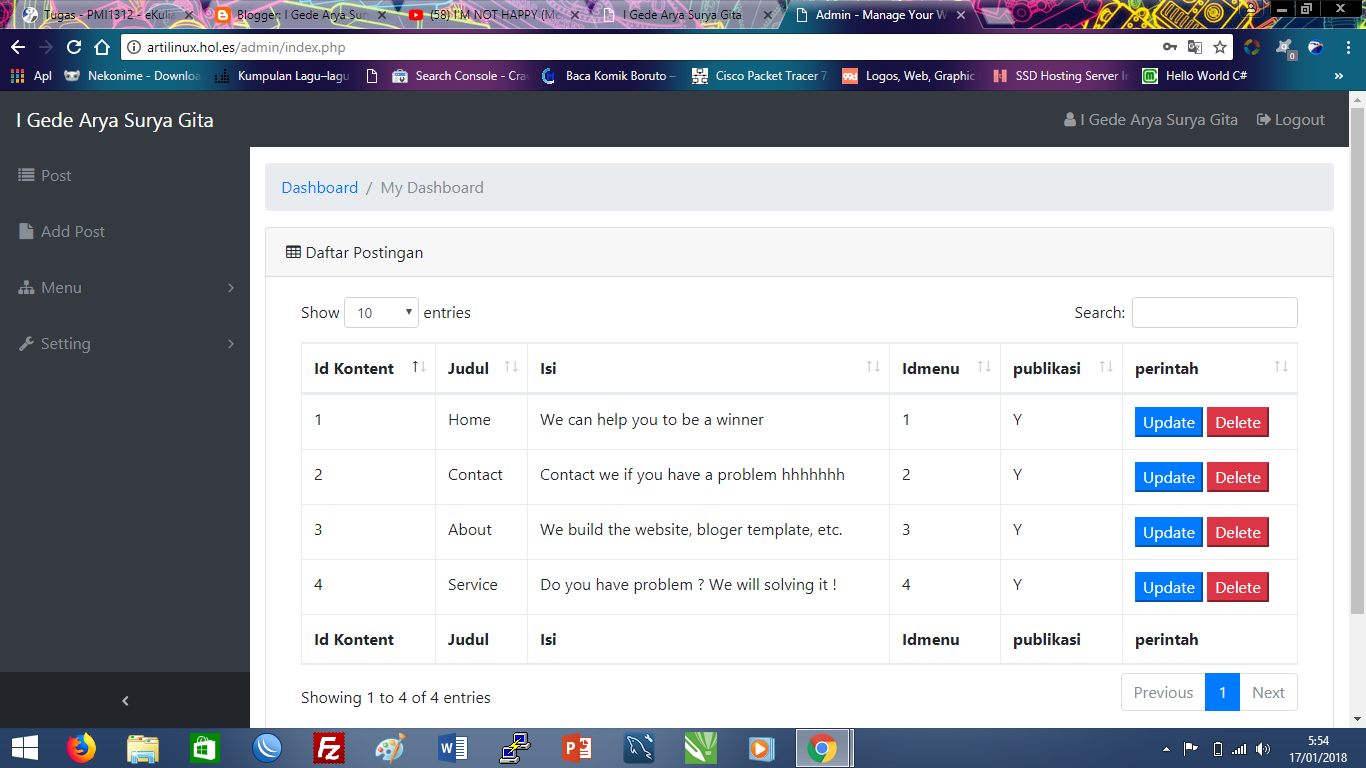 Tugas - PMI1312 - eKulia
Blogger: I Gede Arya Sur
(58) I'M NOT HAPPY (Me
I Gede Arya Surya Gita
Admin - Manage Your W
artilinux.hol.es/admin/index.php
Apl
Nekonime - Downloa
Kumpulan Lagu–lagu
Search Console - Cra
Baca Komik Boruto –
Cisco Packet Tracer 7
Logos, Web, Graphic
SSD Hosting Server In
Hello World C#
I Gede Arya Surya Gita
I Gede Arya Surya Gita Logout
Post
Add Post
Menu
Setting
Dashboard / My Dashboard
Daftar Postingan
Show 10 entries Search:
Id Kontent Judul Isi Idmenu publikasi perintah
1 Home We can help you to be a winner 1 Y Update Delete
2 Contact Contact we if you have a problem hhhhhhh 2 Y Update Delete
3 About We build the website, bloger template, etc. 3 Y Update Delete
4 Service Do you have problem ? We will solving it ! 4 Y Update Delete
Id Kontent Judul Isi Idmenu publikasi perintah
Showing 1 to 4 of 4 entries Previous 1 Next
5:54
17/01/2018